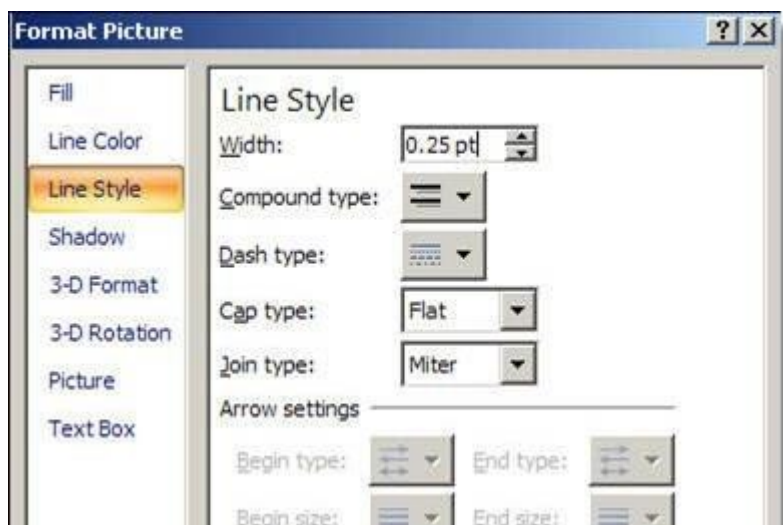 Format Picture
Fill
Line Color
Line Style
Shadow
3-D Format
3-D Rotation
Picture
Text Box
Line Style
Width: 0.25 pt
Compound type:
Dash type:
Cap type: Flat
Join type: Miter
Arrow settings
Begin type: End type:
Begin size: End size: